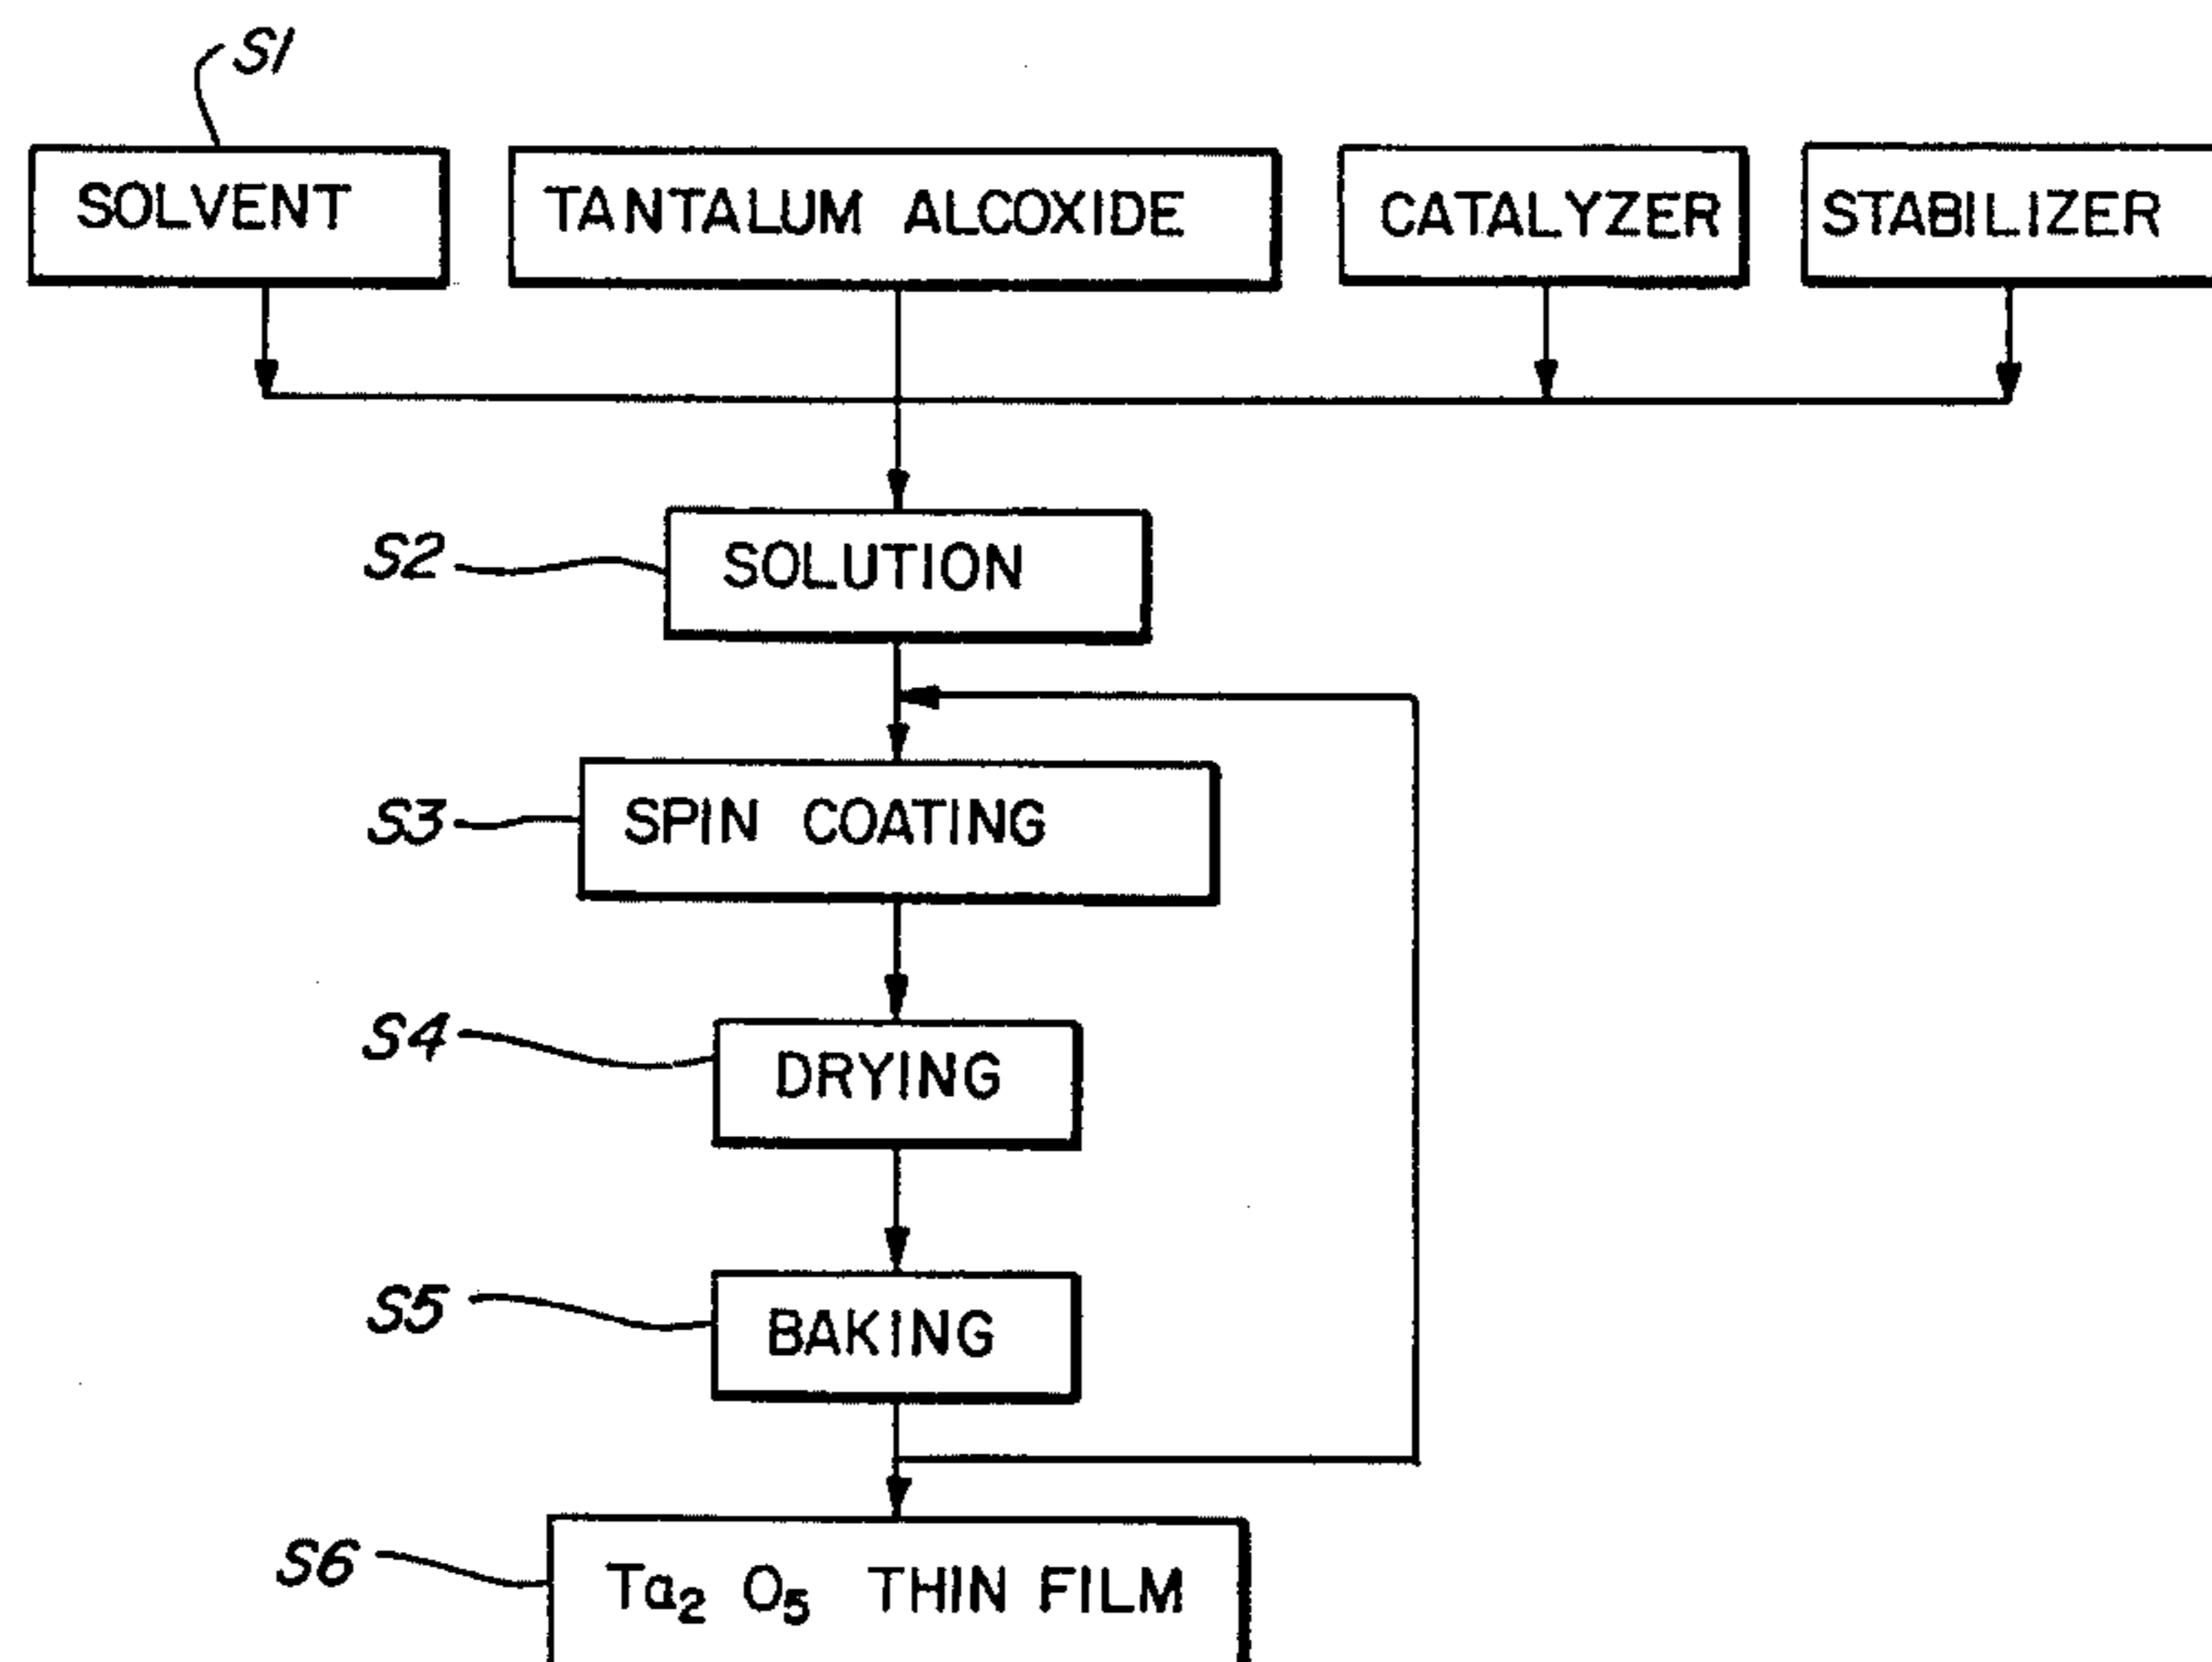 S1
SOLVENT
TANTALUM ALCOXIDE
CATALYZER
STABILIZER
S2
SOLUTION
S3
SPIN COATING
S4
DRYING
S5
BAKING
S6
Ta₂ O₅ THIN FILM